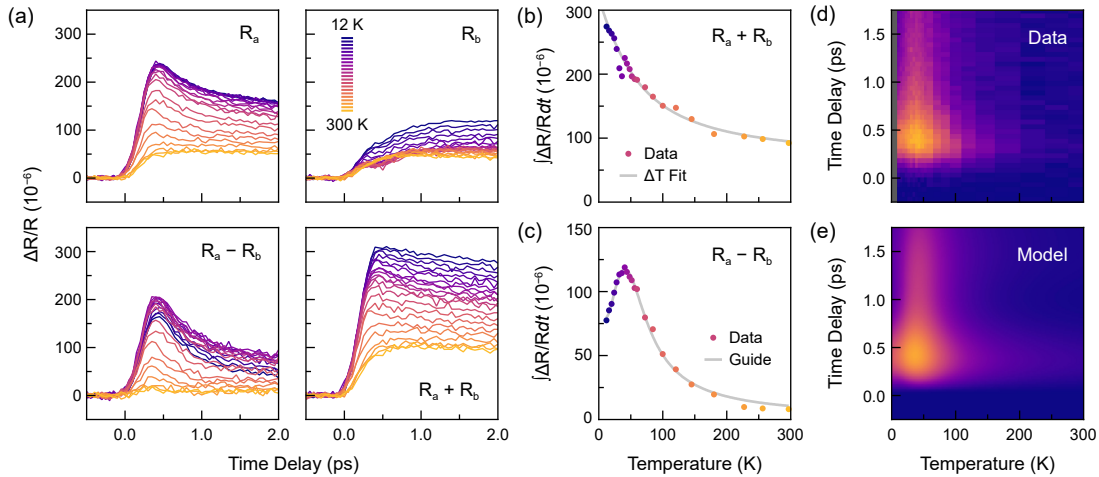 (a)
R_a
R_b
12 K
300 K
350
300
250
200
150
100
50
0
ΔR/R (10⁻⁶)
R_a − R_b
R_a + R_b
300
200
100
0
0.0 1.0 2.0
0.0 1.0 2.0
Time Delay (ps)
(b)
R_a + R_b
300
200
100
0
∫ΔR/Rdt (10⁻⁶)
Data
ΔT Fit
(c)
R_a − R_b
150
100
50
0
∫ΔR/Rdt (10⁻⁶)
Data
Guide
0 100 200 300
Temperature (K)
(d)
Data
1.5
1.0
0.5
0.0
Time Delay (ps)
(e)
Model
1.5
1.0
0.5
0.0
Time Delay (ps)
0 100 200 300
Temperature (K)